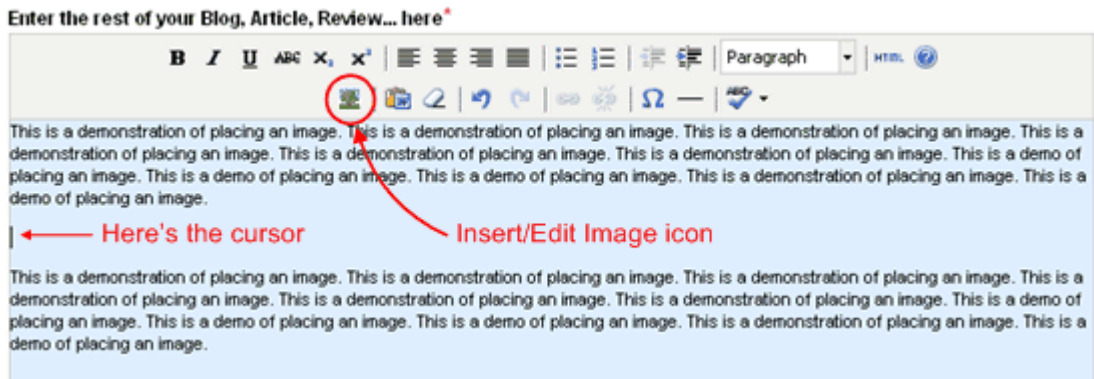 Enter the rest of your Blog, Article, Review... here*
B I U ABC X, x² Paragraph HTML ?
Ω — ABC
This is a demonstration of placing an image. This is a demonstration of placing an image. This is a demonstration of placing an image. This is a
demonstration of placing an image. This is a demonstration of placing an image. This is a demonstration of placing an image. This is a demo of
placing an image. This is a demo of placing an image. This is a demo of placing an image. This is a demonstration of placing an image. This is a
demo of placing an image.
Here's the cursor
Insert/Edit Image icon
This is a demonstration of placing an image. This is a demonstration of placing an image. This is a demonstration of placing an image. This is a
demonstration of placing an image. This is a demonstration of placing an image. This is a demonstration of placing an image. This is a demo of
placing an image. This is a demo of placing an image. This is a demo of placing an image. This is a demonstration of placing an image. This is a
demo of placing an image.